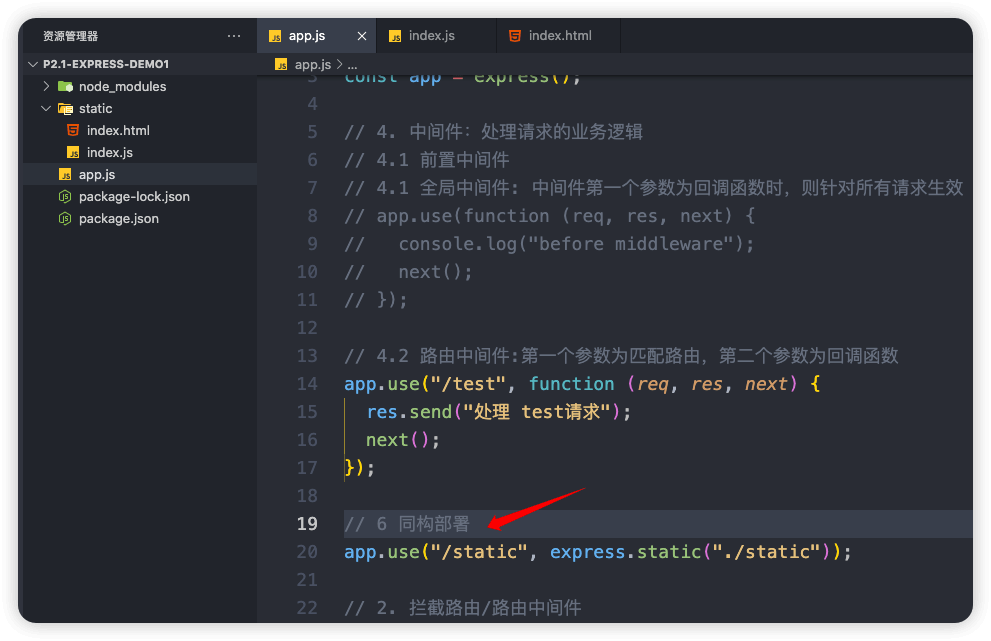 资源管理器 ...
P2.1-EXPRESS-DEMO1
node_modules
static
index.html
index.js
app.js
package-lock.json
package.json
app.js index.js index.html
app.js > ...
3 const app = express();
4
5 // 4. 中间件：处理请求的业务逻辑
6 // 4.1 前置中间件
7 // 4.1 全局中间件: 中间件第一个参数为回调函数时，则针对所有请求生效
8 // app.use(function (req, res, next) {
9 //   console.log("before middleware");
10 //   next();
11 // });
12
13 // 4.2 路由中间件:第一个参数为匹配路由，第二个参数为回调函数
14 app.use("/test", function (req, res, next) {
15   res.send("处理 test请求");
16   next();
17 });
18
19 // 6 同构部署
20 app.use("/static", express.static("./static"));
21
22 // 2. 拦截路由/路由中间件